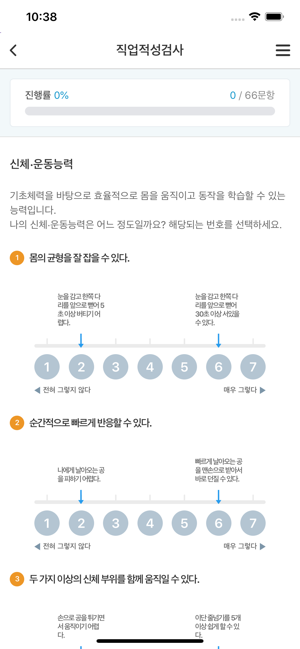 10:38
직업적성검사
진행률 0%
0 / 66문항
신체·운동능력
기초체력을 바탕으로 효율적으로 몸을 움직이고 동작을 학습할 수 있는
능력입니다.
나의 신체·운동능력은 어느 정도일까요? 해당되는 번호를 선택하세요.
1 몸의 균형을 잘 잡을 수 있다.
눈을 감고 한쪽 다
리를 앞으로 뻗어 5
초 이상 버티기 어
렵다.
눈을 감고 한쪽 다
리를 앞으로 뻗어
30초 이상 서있을
수 있다.
1 2 3 4 5 6 7
전혀 그렇지 않다
매우 그렇다
2 순간적으로 빠르게 반응할 수 있다.
나에게 날아오는 공
을 피하기 어렵다.
빠르게 날아오는 공
을 맨손으로 받아서
바로 던질 수 있다.
1 2 3 4 5 6 7
전혀 그렇지 않다
매우 그렇다
3 두 가지 이상의 신체 부위를 함께 움직일 수 있다.
손으로 공을 튀기면
서 움직이기 어렵
다.
이단 줄넘기를 5개
이상 쉽게 할 수 있
다.